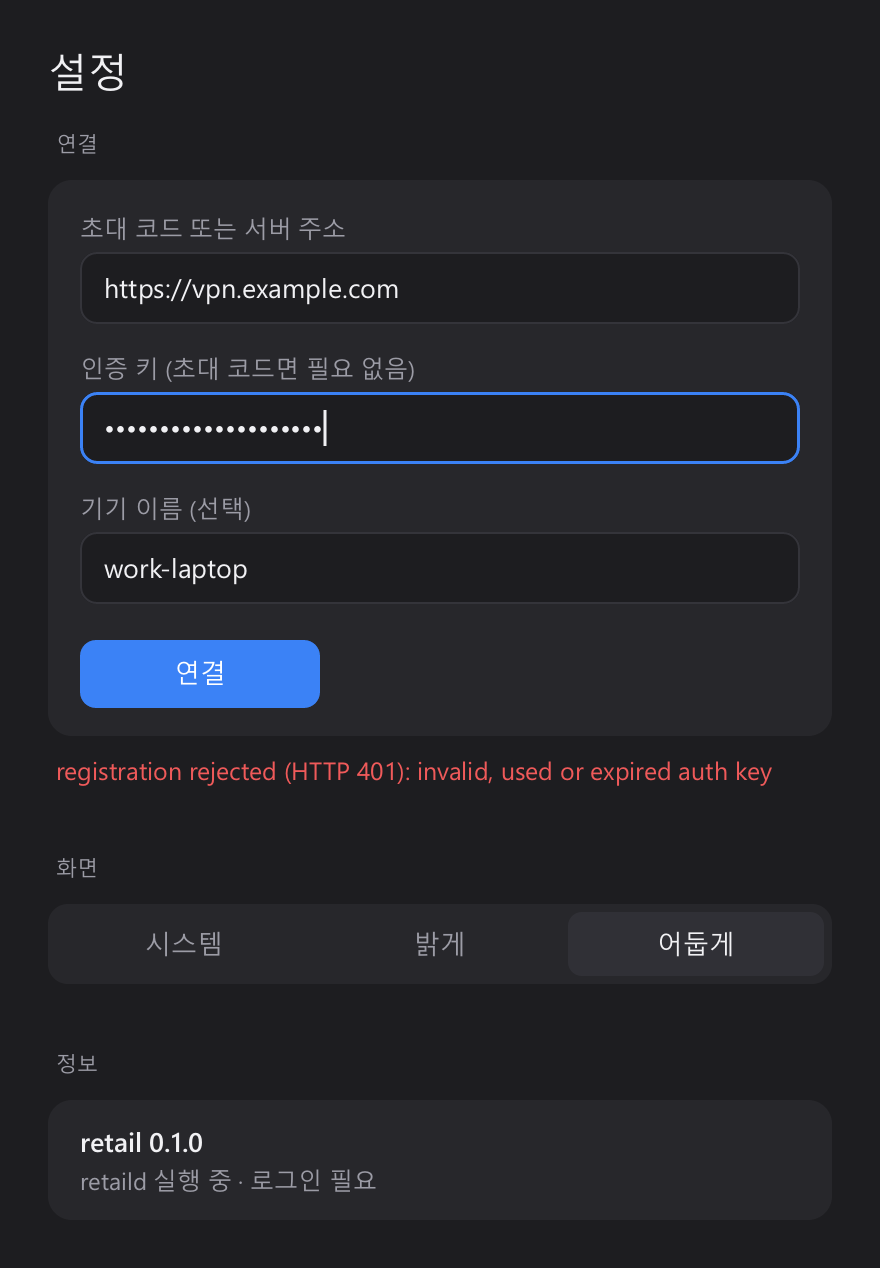 설정
연결
초대 코드 또는 서버 주소
https://vpn.example.com
인증 키 (초대 코드면 필요 없음)
••••••••••••••••••••
기기 이름 (선택)
work-laptop
연결
registration rejected (HTTP 401): invalid, used or expired auth key
화면
시스템
밝게
어둡게
정보
retail 0.1.0
retaild 실행 중 · 로그인 필요